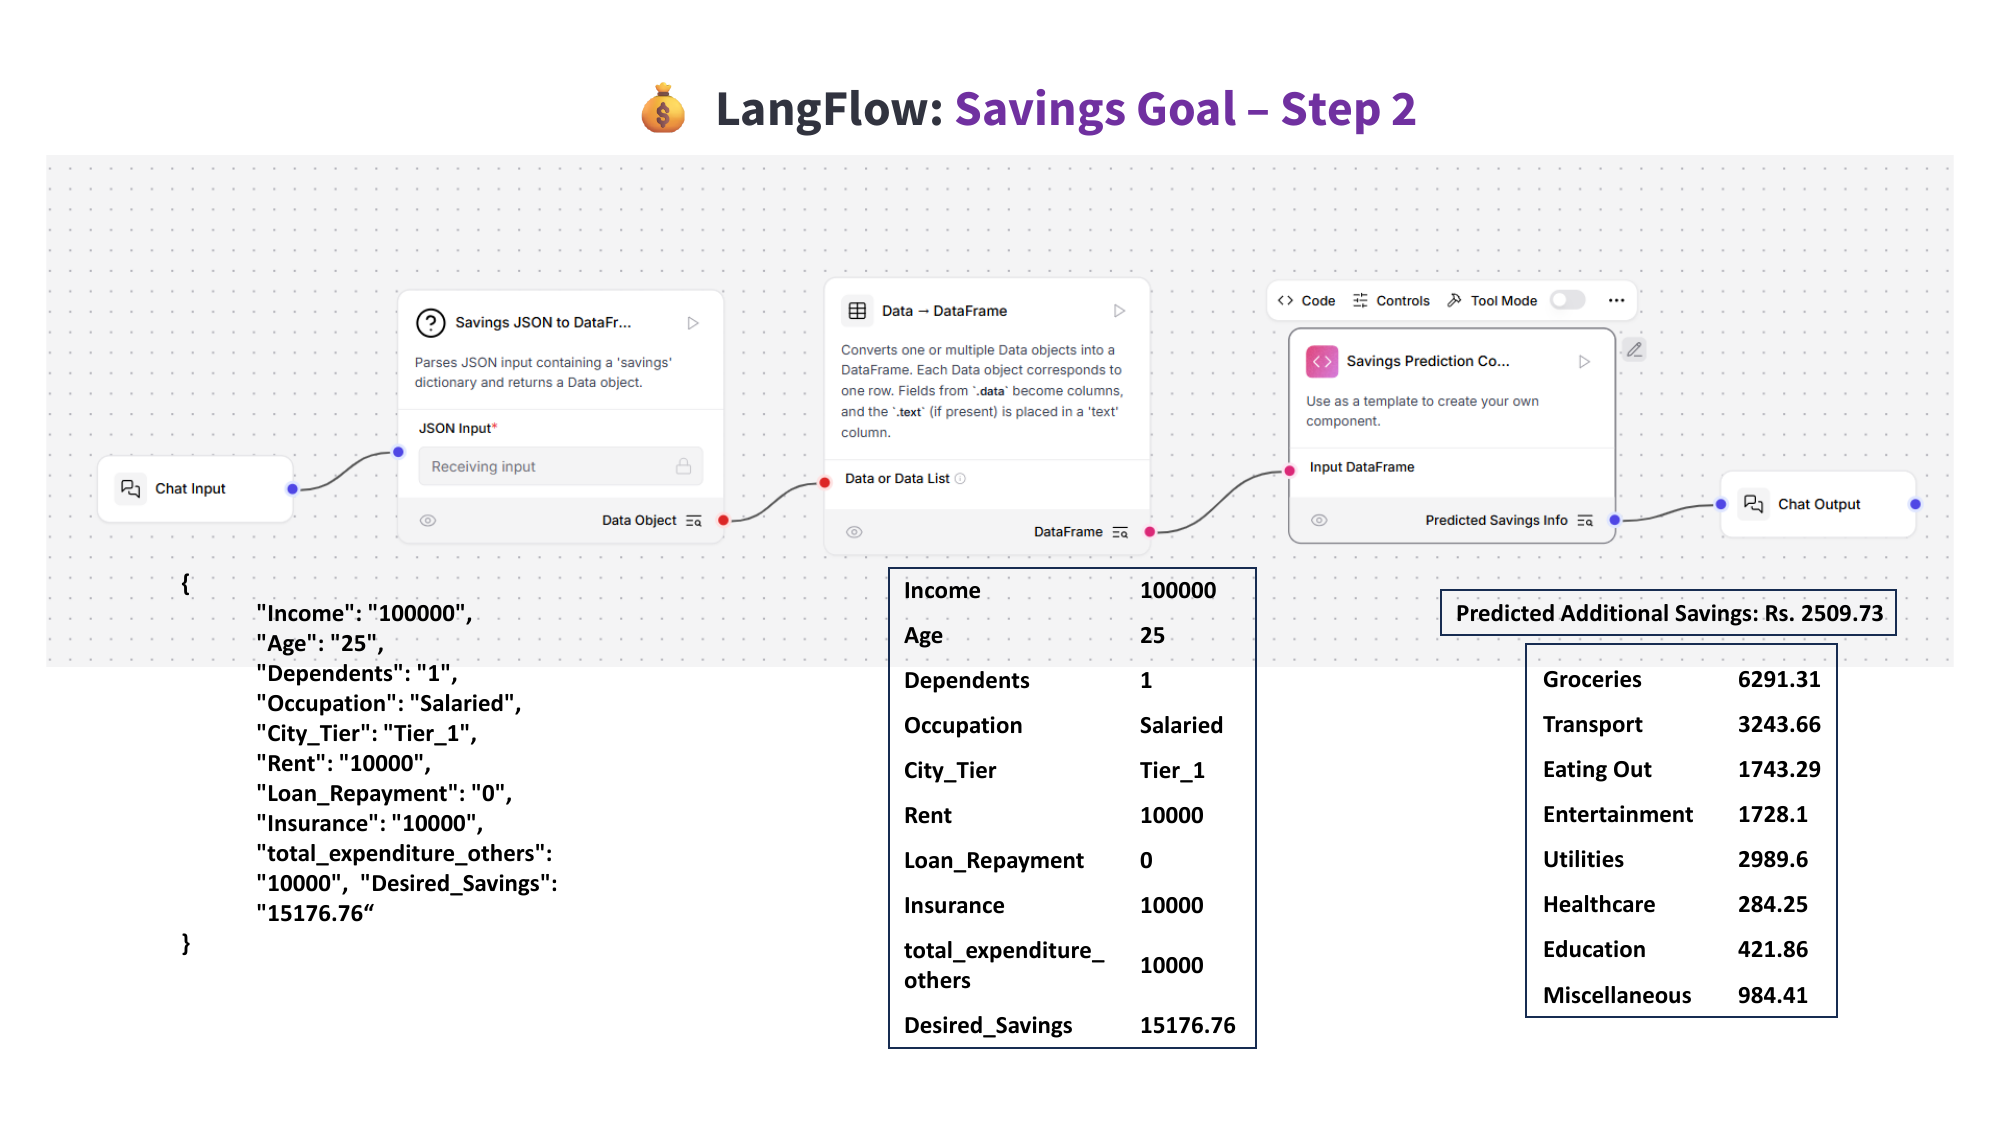 LangFlow: Savings Goal – Step 2
Savings JSON to DataFr...
Parses JSON input containing a 'savings'
dictionary and returns a Data object.
JSON Input*
Receiving input
Data Object
Chat Input
Data → DataFrame
Converts one or multiple Data objects into a
DataFrame. Each Data object corresponds to
one row. Fields from `.data` become columns,
and the `.text` (if present) is placed in a 'text'
column.
Data or Data List
DataFrame
Code Controls Tool Mode
Savings Prediction Co...
Use as a template to create your own
component.
Input DataFrame
Predicted Savings Info
Chat Output
{
"Income": "100000",
"Age": "25",
"Dependents": "1",
"Occupation": "Salaried",
"City_Tier": "Tier_1",
"Rent": "10000",
"Loan_Repayment": "0",
"Insurance": "10000",
"total_expenditure_others":
"10000", "Desired_Savings":
"15176.76“
}
Income 100000
Age 25
Dependents 1
Occupation Salaried
City_Tier Tier_1
Rent 10000
Loan_Repayment 0
Insurance 10000
total_expenditure_
others 10000
Desired_Savings 15176.76
Predicted Additional Savings: Rs. 2509.73
Groceries 6291.31
Transport 3243.66
Eating Out 1743.29
Entertainment 1728.1
Utilities 2989.6
Healthcare 284.25
Education 421.86
Miscellaneous 984.41